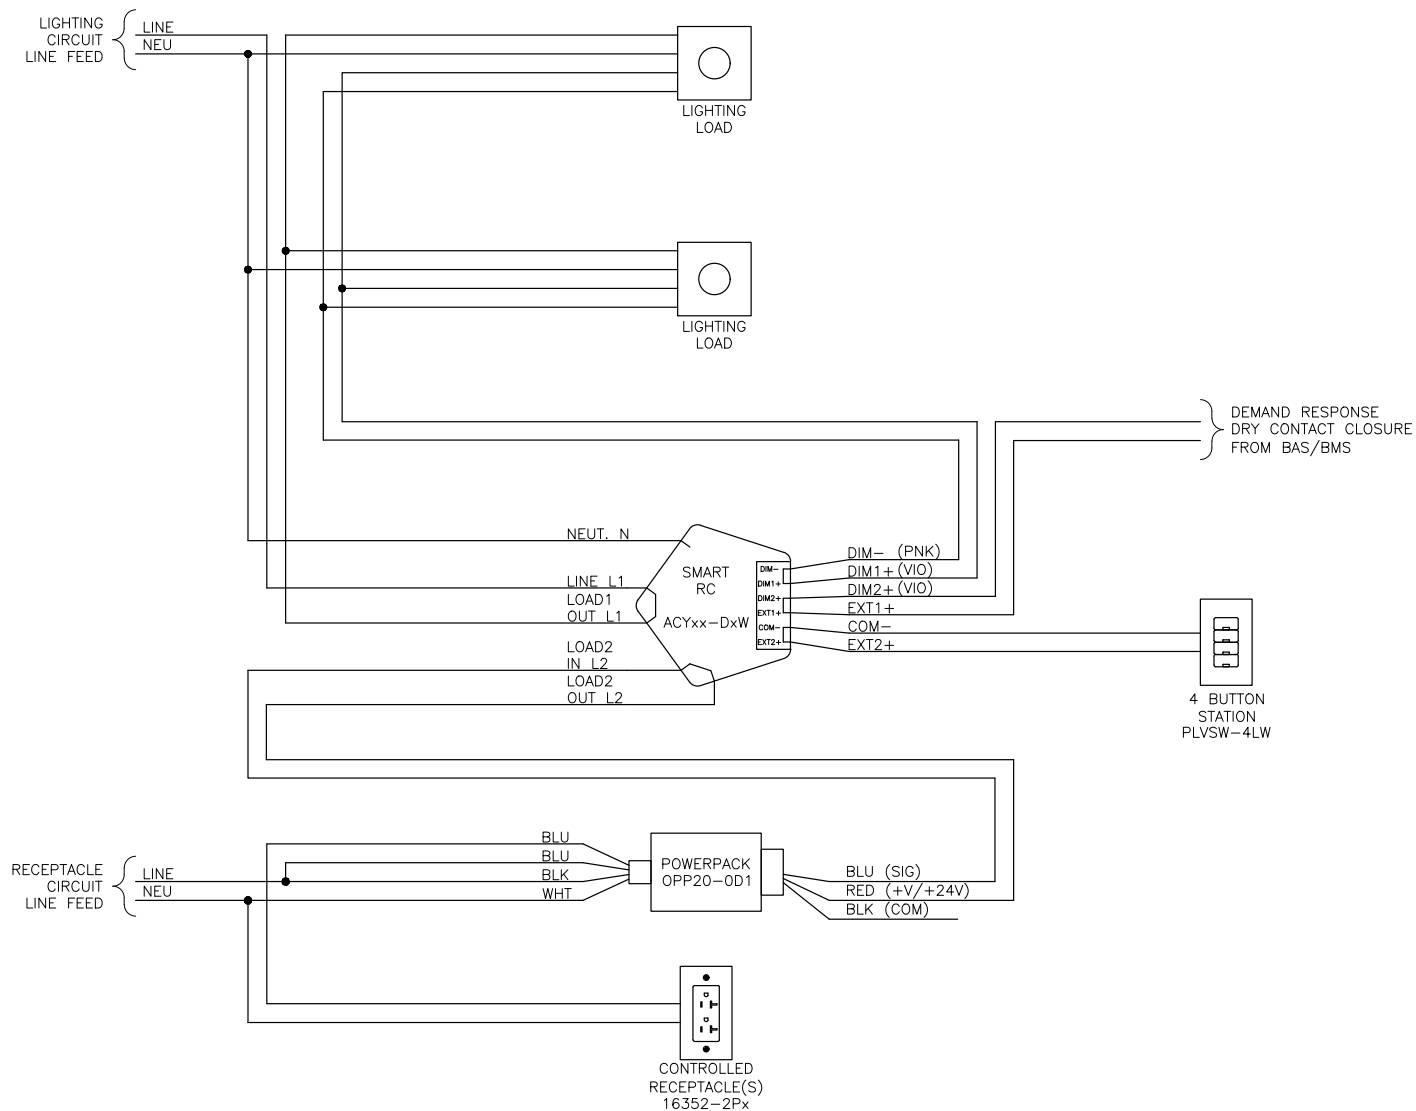 LIGHTING
CIRCUIT
LINE FEED
LINE
NEU
LIGHTING
LOAD
LIGHTING
LOAD
DEMAND RESPONSE
DRY CONTACT CLOSURE
FROM BAS/BMS
NEUT. N
LINE L1
LOAD1
OUT L1
LOAD2
IN L2
LOAD2
OUT L2
SMART
RC
ACYxx-DxW
DIM-
DIM1+
DIM2+
EXT1+
COM-
EXT2+
DIM- (PNK)
DIM1+ (VIO)
DIM2+ (VIO)
EXT1+
COM-
EXT2+
4 BUTTON
STATION
PLVSW-4LW
RECEPTACLE
CIRCUIT
LINE FEED
LINE
NEU
BLU
BLU
BLK
WHT
POWERPACK
OPP20-0D1
BLU (SIG)
RED (+V/+24V)
BLK (COM)
CONTROLLED
RECEPTACLE(S)
16352-2Px